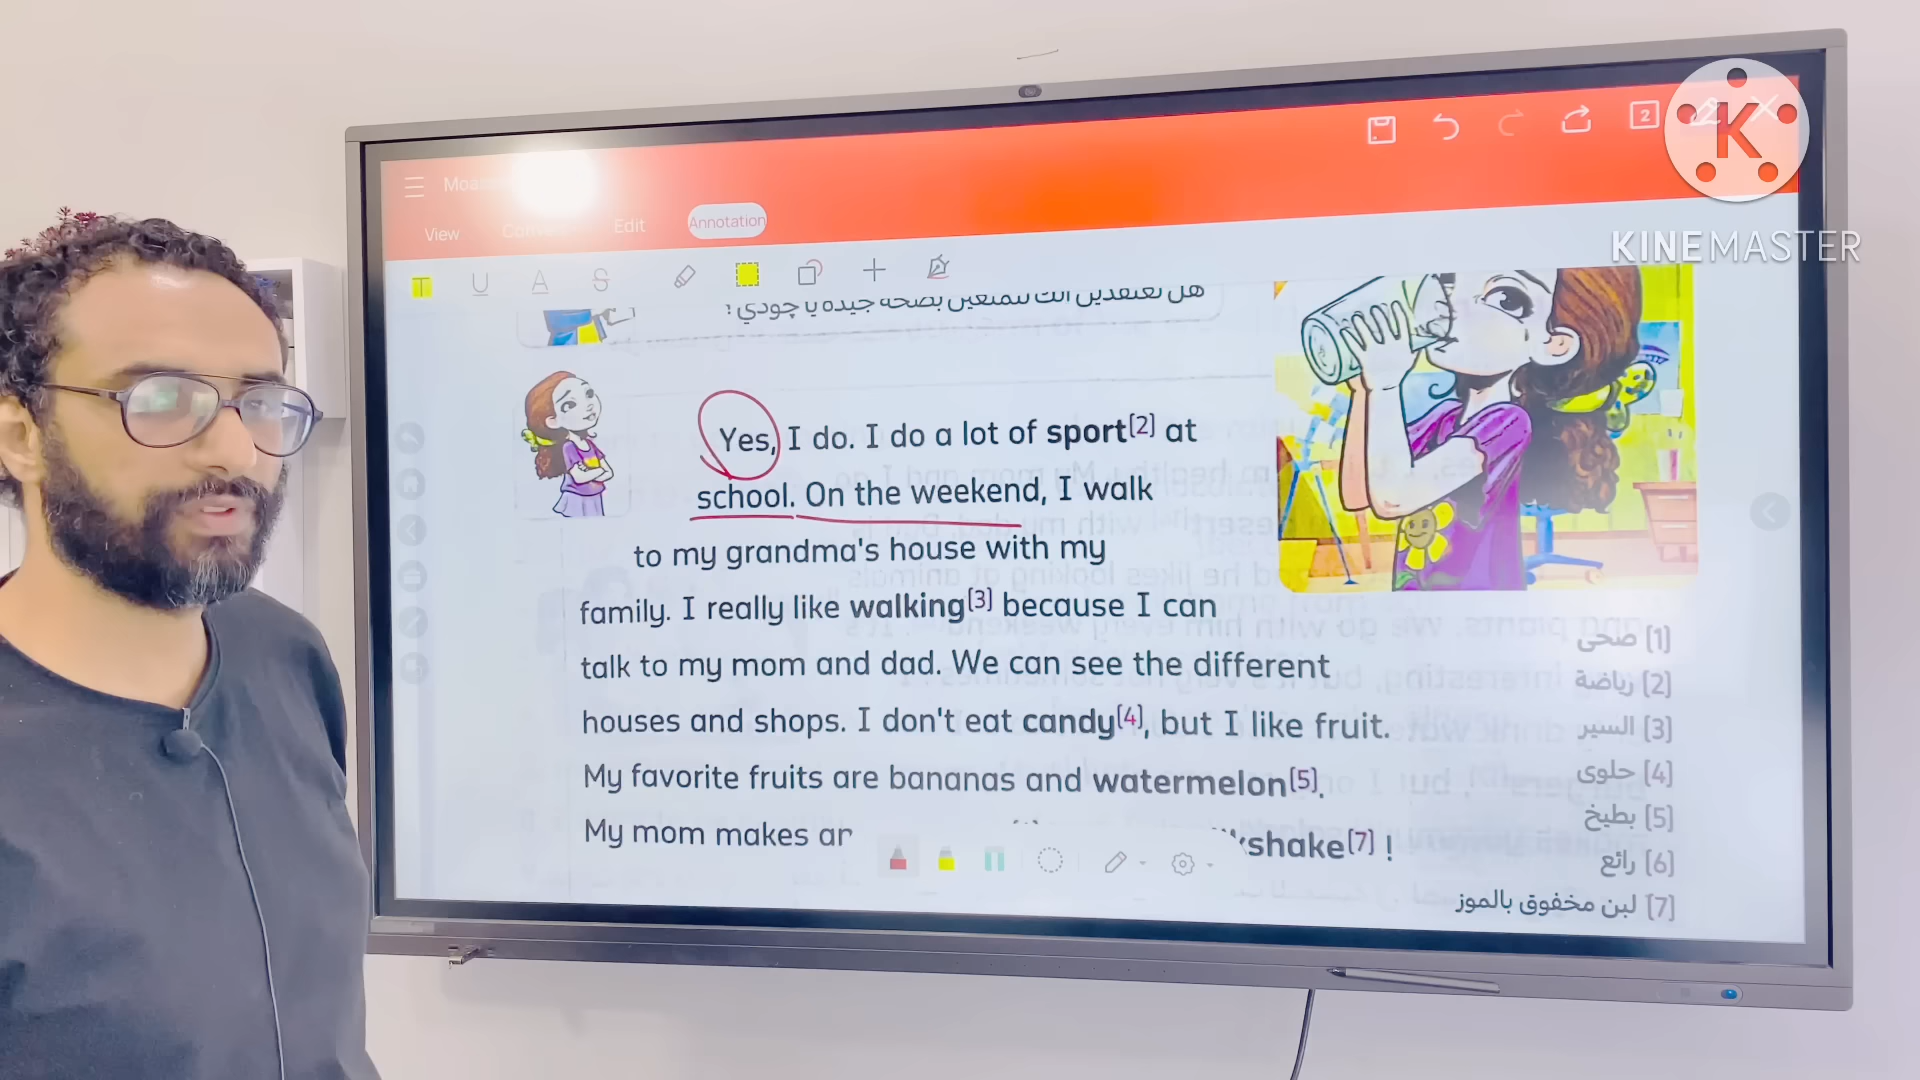 KINEMASTER
2
View
Edit
Annotation
T U A S
هل تعتقدين أنك تتمتعين بصحة جيدة يا جودي ؟
Yes, I do. I do a lot of sport[2] at
school. On the weekend, I walk
to my grandma's house with my
family. I really like walking[3] because I can
talk to my mom and dad. We can see the different
houses and shops. I don't eat candy[4], but I like fruit.
My favorite fruits are bananas and watermelon[5].
My mom makes shake[7] !
[1] صحى
[2] رياضة
[3] السير
[4] حلوى
[5] بطيخ
[6] رائع
[7] لبن مخفوق بالموز